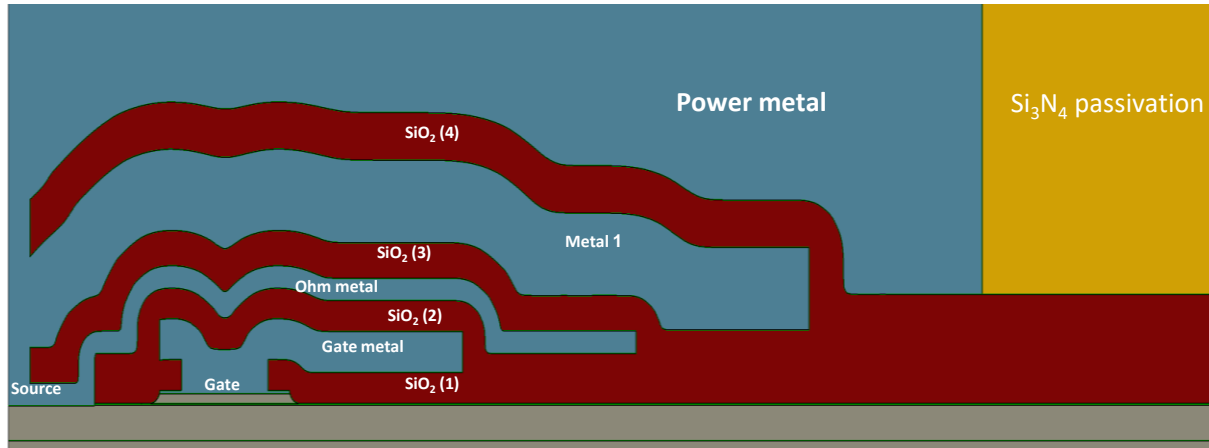 Power metal
Si₃N₄ passivation
SiO₂ (4)
Metal 1
SiO₂ (3)
Ohm metal
SiO₂ (2)
Gate metal
Source
Gate
SiO₂ (1)